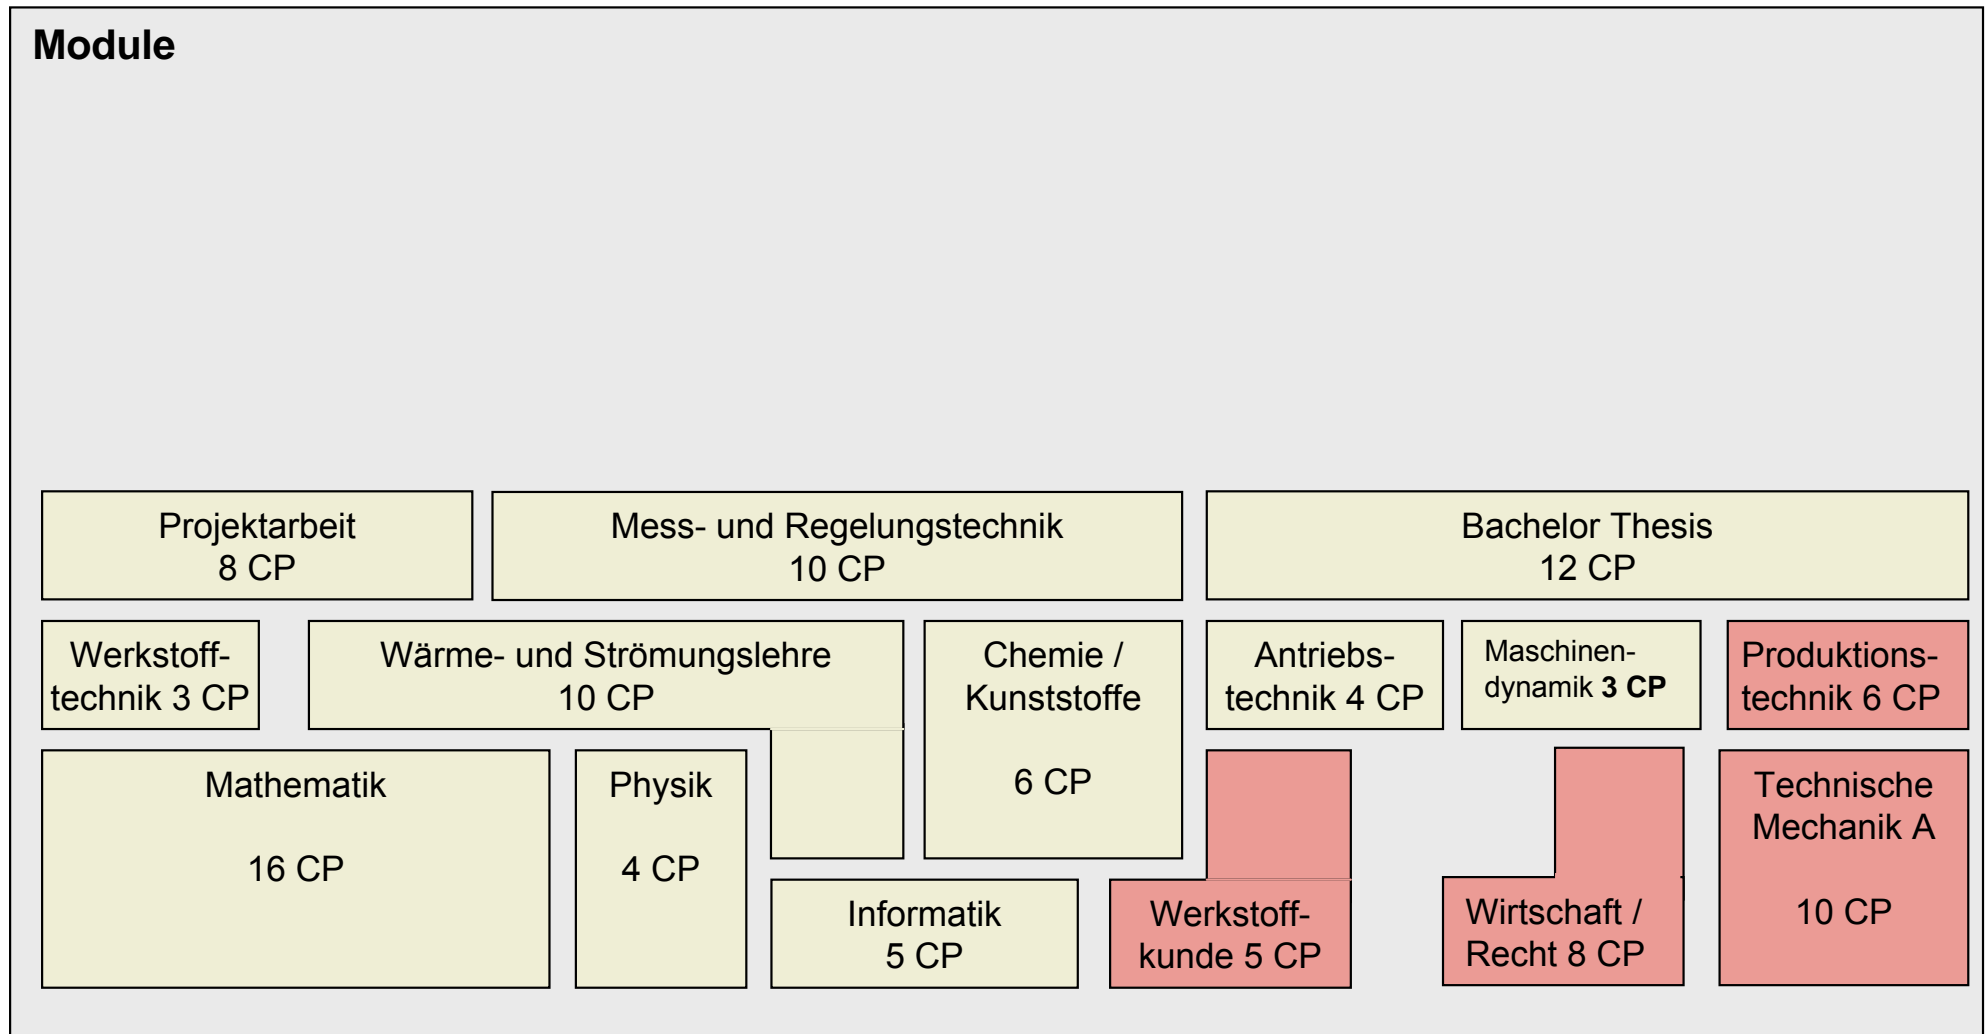 Module
Projektarbeit
8 CP
Mess- und Regelungstechnik
10 CP
Bachelor Thesis
12 CP
Werkstoff-
technik 3 CP
Wärme- und Strömungslehre
10 CP
Chemie /
Kunststoffe
6 CP
Antriebs-
technik 4 CP
Maschinen-
dynamik 3 CP
Produktions-
technik 6 CP
Mathematik
16 CP
Physik
4 CP
Technische
Mechanik A
10 CP
Informatik
5 CP
Werkstoff-
kunde 5 CP
Wirtschaft /
Recht 8 CP